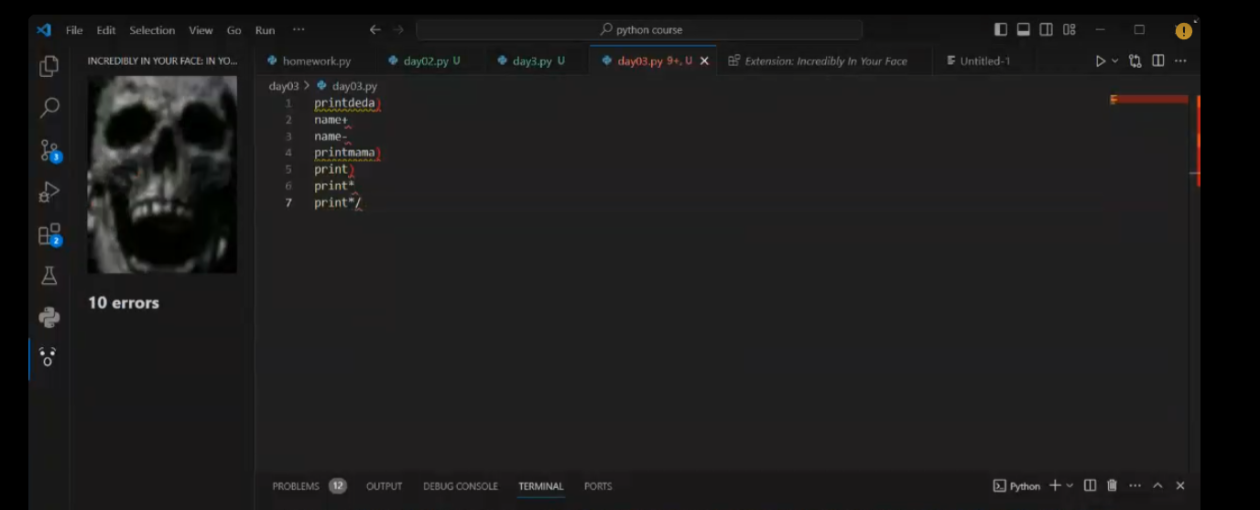 File Edit Selection View Go Run ···
python course
INCREDIBLY IN YOUR FACE: IN YO...
homework.py day02.py U day3.py U day03.py 9+, U Extension: Incredibly In Your Face Untitled-1
day03 > day03.py
1 printdeda)
2 name+
3 name-
4 printmama)
5 print)
6 print*
7 print*/
3
2
10 errors
PROBLEMS 12 OUTPUT DEBUG CONSOLE TERMINAL PORTS
Python